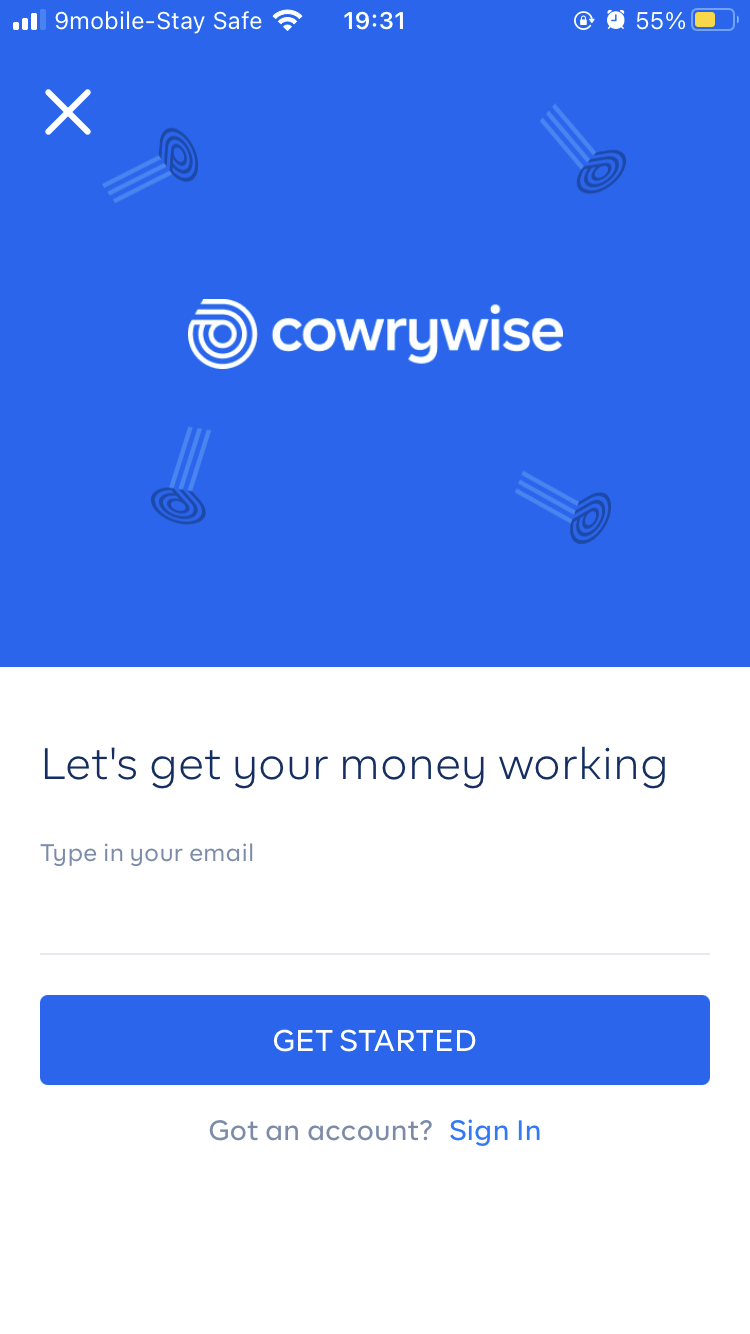 9mobile-Stay Safe 19:31 55%
cowrywise
Let's get your money working
Type in your email
GET STARTED
Got an account? Sign In